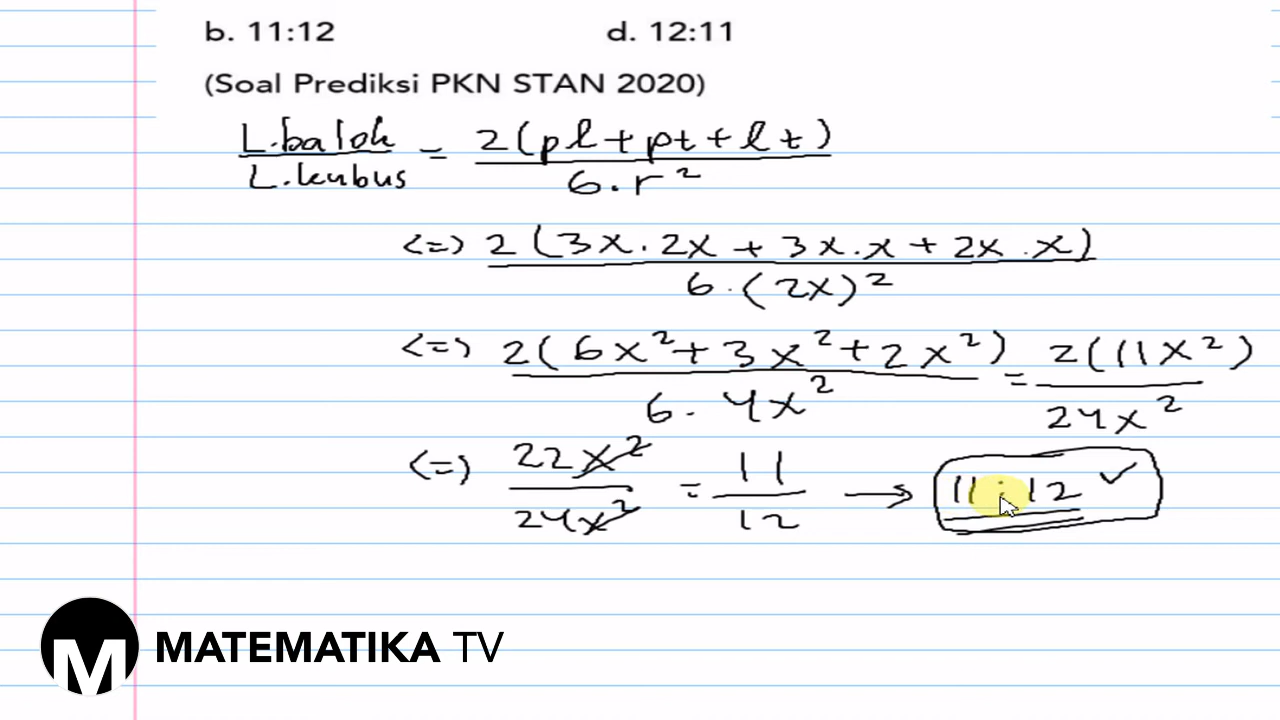 b. 11:12 d. 12:11
(Soal Prediksi PKN STAN 2020)
L.balok / L.kubus = 2(pl+pt+lt) / 6.r²
<=> 2(3x.2x + 3x.x + 2x.x) / 6.(2x)²
<=> 2(6x²+3x²+2x²) / 6.4x² = 2(11x²) / 24x²
<=> 22x² / 24x² = 11 / 12 → 11:12 ✓
M MATEMATIKA TV